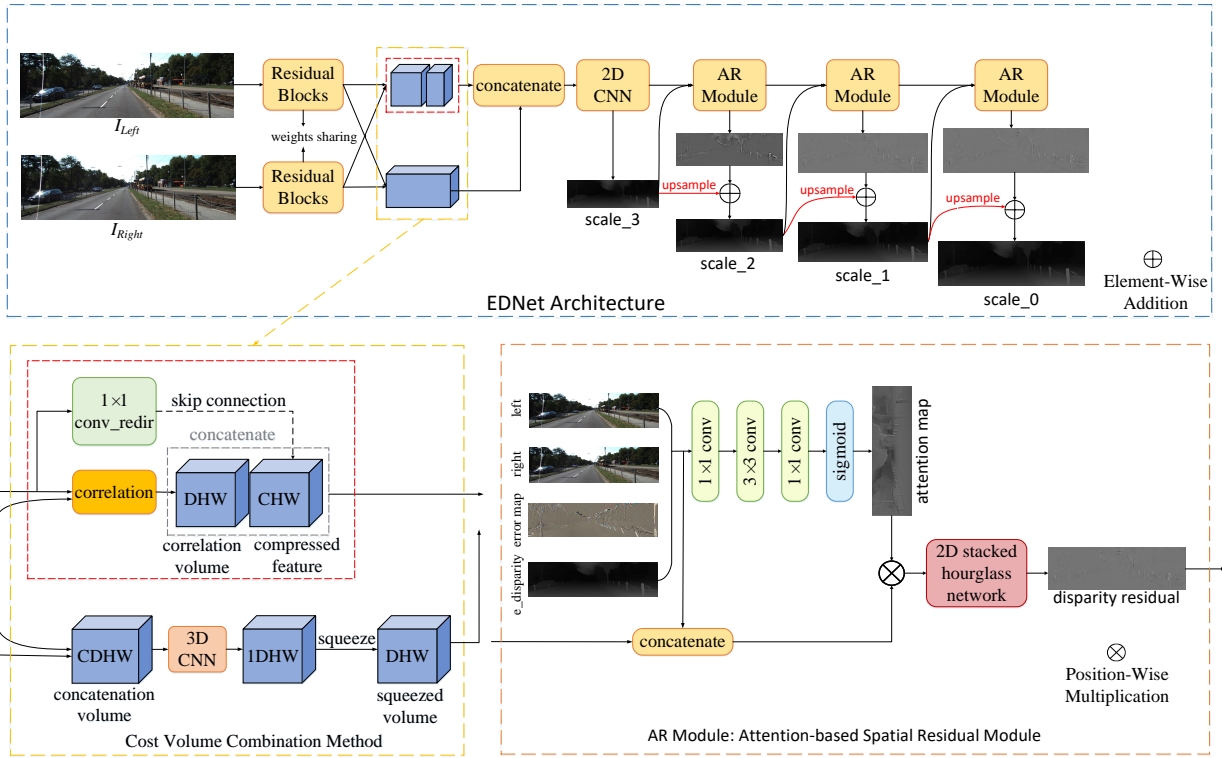 Residual
Blocks
I_Left
weights sharing
Residual
Blocks
I_Right
concatenate
2D
CNN
AR
Module
AR
Module
AR
Module
upsample
upsample
upsample
scale_3
scale_2
scale_1
scale_0
Element-Wise
Addition
EDNet Architecture
1×1
conv_redir
skip connection
concatenate
correlation
DHW
CHW
correlation
volume
compressed
feature
CDHW
3D
CNN
1DHW
squeeze
DHW
concatenation
volume
squeezed
volume
Cost Volume Combination Method
left
right
error map
e_disparity
1×1 conv
3×3 conv
1×1 conv
sigmoid
attention map
concatenate
2D stacked
hourglass
network
disparity residual
Position-Wise
Multiplication
AR Module: Attention-based Spatial Residual Module